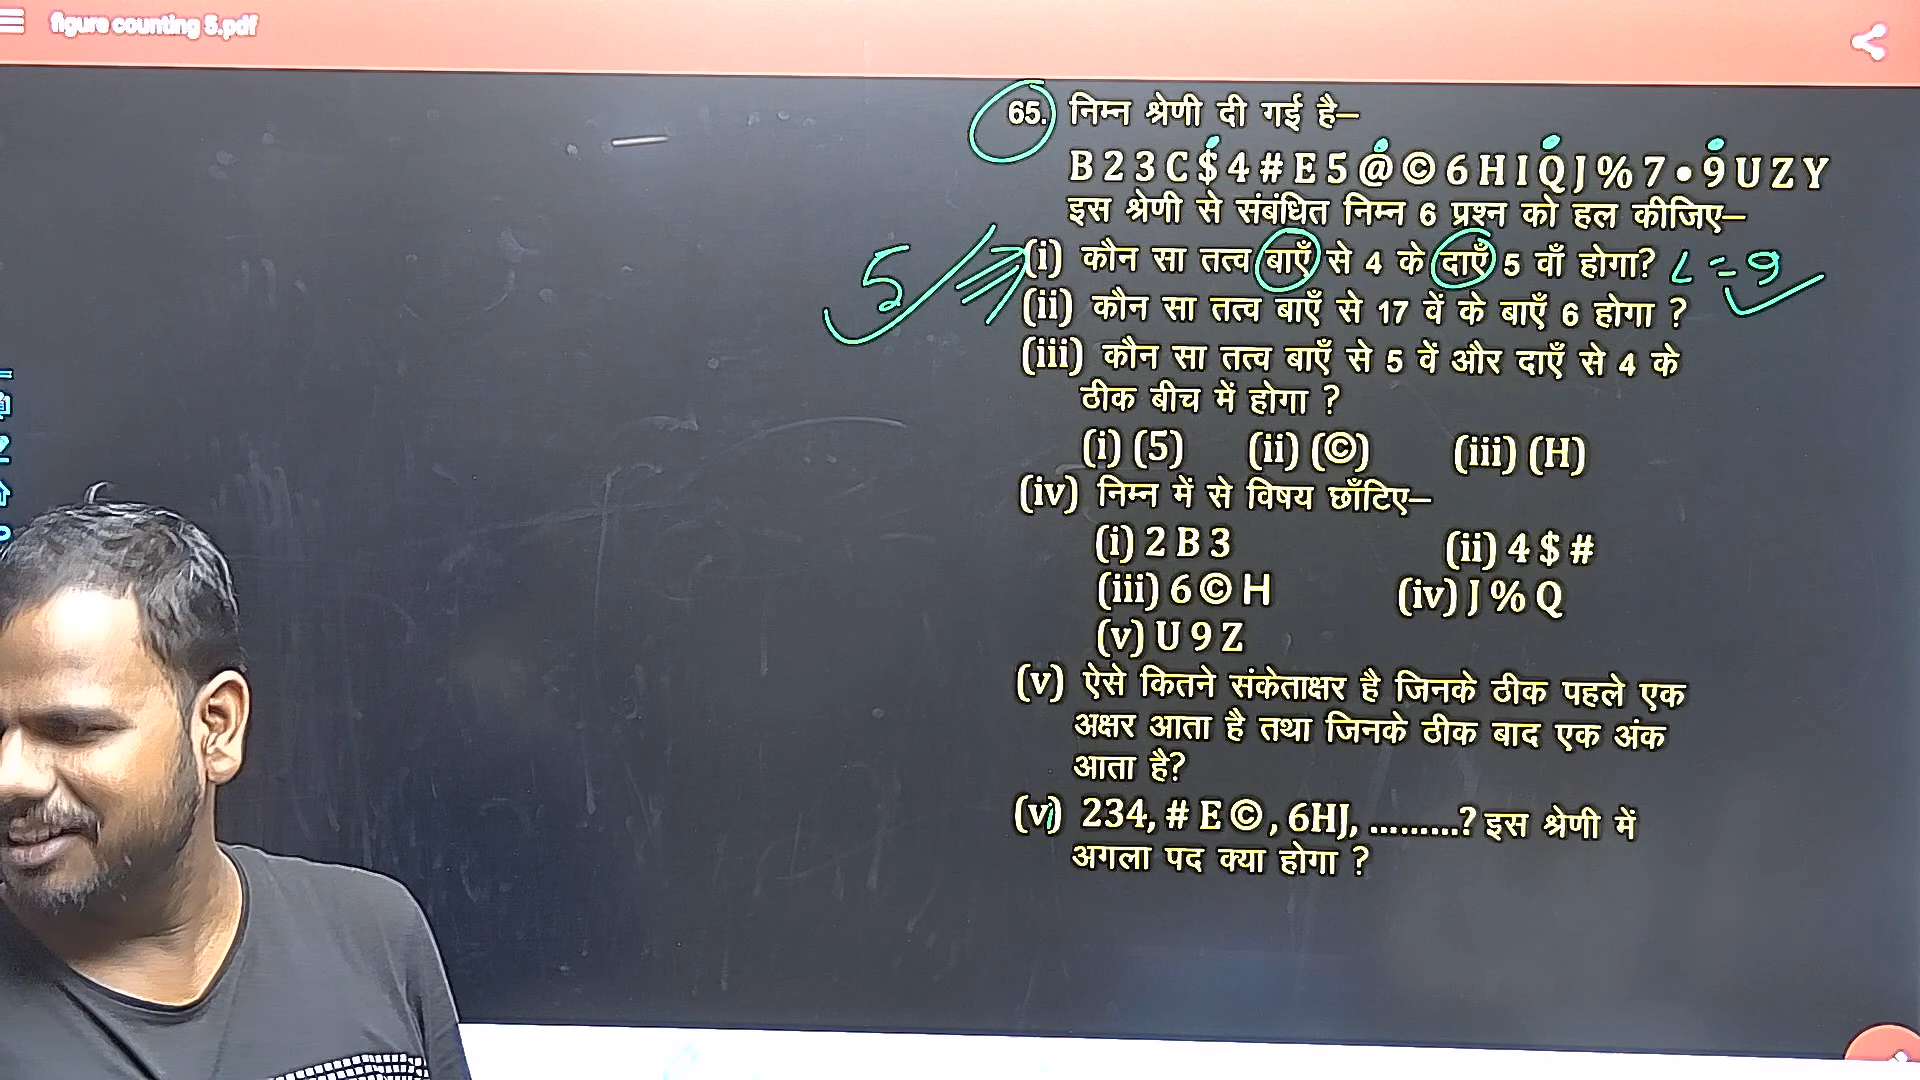 figure counting 5.pdf
65. निम्न श्रेणी दी गई है–
B 2 3 C $ 4 # E 5 @ © 6 H I Q J % 7 • 9 U Z Y
इस श्रेणी से संबंधित निम्न 6 प्रश्न को हल कीजिए–
(i) कौन सा तत्व बाएँ से 4 के दाएँ 5 वाँ होगा? L = 9
5
(ii) कौन सा तत्व बाएँ से 17 वें के बाएँ 6 होगा ?
(iii) कौन सा तत्व बाएँ से 5 वें और दाएँ से 4 के
ठीक बीच में होगा ?
(i) (5) (ii) (©) (iii) (H)
(iv) निम्न में से विषय छाँटिए–
(i) 2 B 3 (ii) 4 $ #
(iii) 6 © H (iv) J % Q
(v) U 9 Z
(v) ऐसे कितने संकेताक्षर है जिनके ठीक पहले एक
अक्षर आता है तथा जिनके ठीक बाद एक अंक
आता है?
(vi) 234, # E © , 6HJ, .........? इस श्रेणी में
अगला पद क्या होगा ?